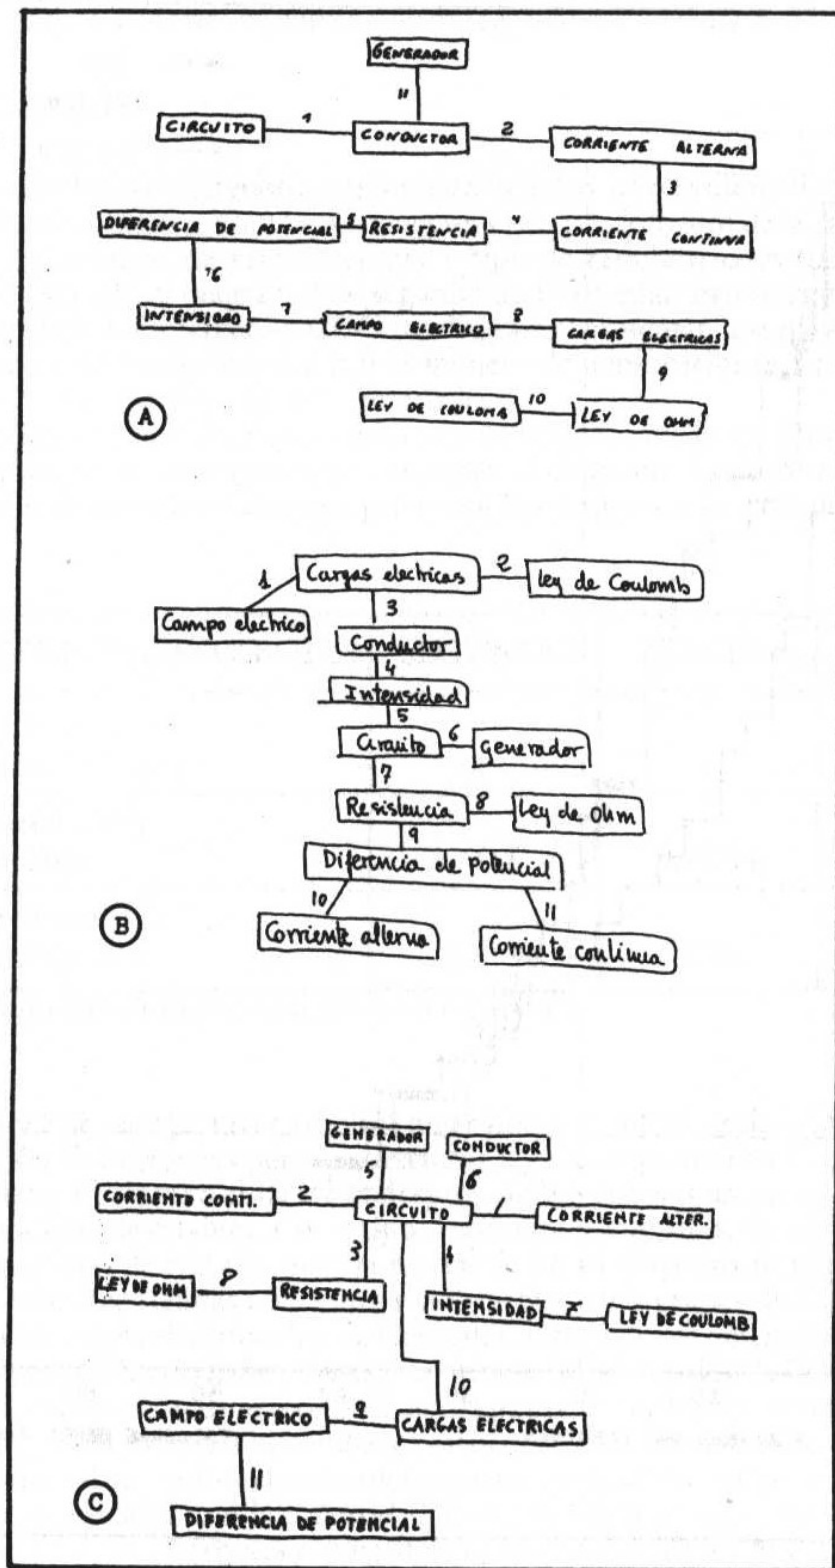 GENERADOR
11
CIRCUITO 1 CONDUCTOR 2 CORRIENTE ALTERNA
3
DIFERENCIA DE POTENCIAL 5 RESISTENCIA 4 CORRIENTE CONTINUA
6
INTENSIDAD 7 CAMPO ELECTRICO 8 CARGAS ELECTRICAS
9
LEY DE COULOMB 10 LEY DE OHM
A
Cargas electricas 2 ley de Coulomb
1
3
Campo electrico
Conductor
4
Intensidad
5
Circuito 6 Generador
7
Resistencia 8 Ley de Ohm
9
Diferencia de potencial
10 11
Corriente alterna Corriente continua
B
GENERADOR CONDUCTOR
5 6
CORRIENTO CONTI. 2 CIRCUITO 1 CORRIENTE ALTER.
3 4
LEY DE OHM 8 RESISTENCIA INTENSIDAD 7 LEY DE COULOMB
10
CAMPO ELECTRICO 9 CARGAS ELECTRICAS
11
C
DIFERENCIA DE POTENCIAL